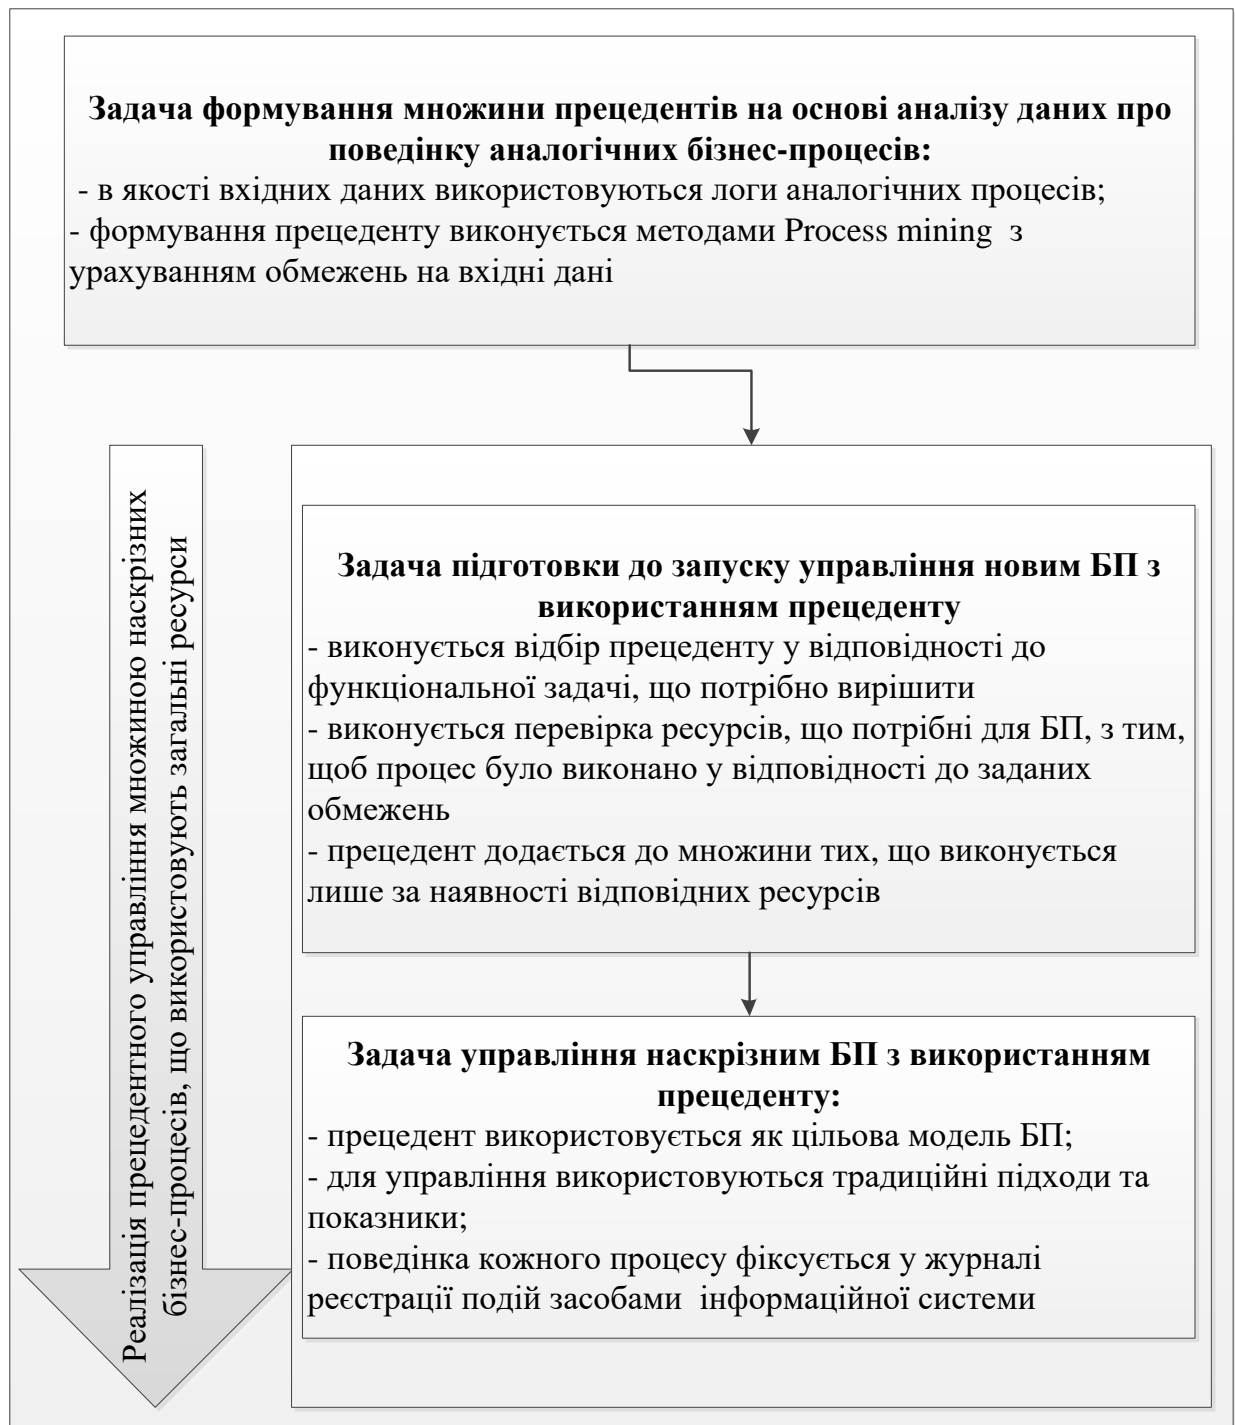 Задача формування множини прецедентів на основі аналізу даних про
поведінку аналогічних бізнес-процесів:
- в якості вхідних даних використовуються логи аналогічних процесів;
- формування прецеденту виконується методами Process mining з
урахуванням обмежень на вхідні дані
Реалізація прецедентного управління множиною наскрізних
бізнес-процесів, що використовують загальні ресурси
Задача підготовки до запуску управління новим БП з
використанням прецеденту
- виконується відбір прецеденту у відповідності до
функціональної задачі, що потрібно вирішити
- виконується перевірка ресурсів, що потрібні для БП, з тим,
щоб процес було виконано у відповідності до заданих
обмежень
- прецедент додається до множини тих, що виконується
лише за наявності відповідних ресурсів
Задача управління наскрізним БП з використанням
прецеденту:
- прецедент використовується як цільова модель БП;
- для управління використовуються традиційні підходи та
показники;
- поведінка кожного процесу фіксується у журналі
реєстрації подій засобами інформаційної системи